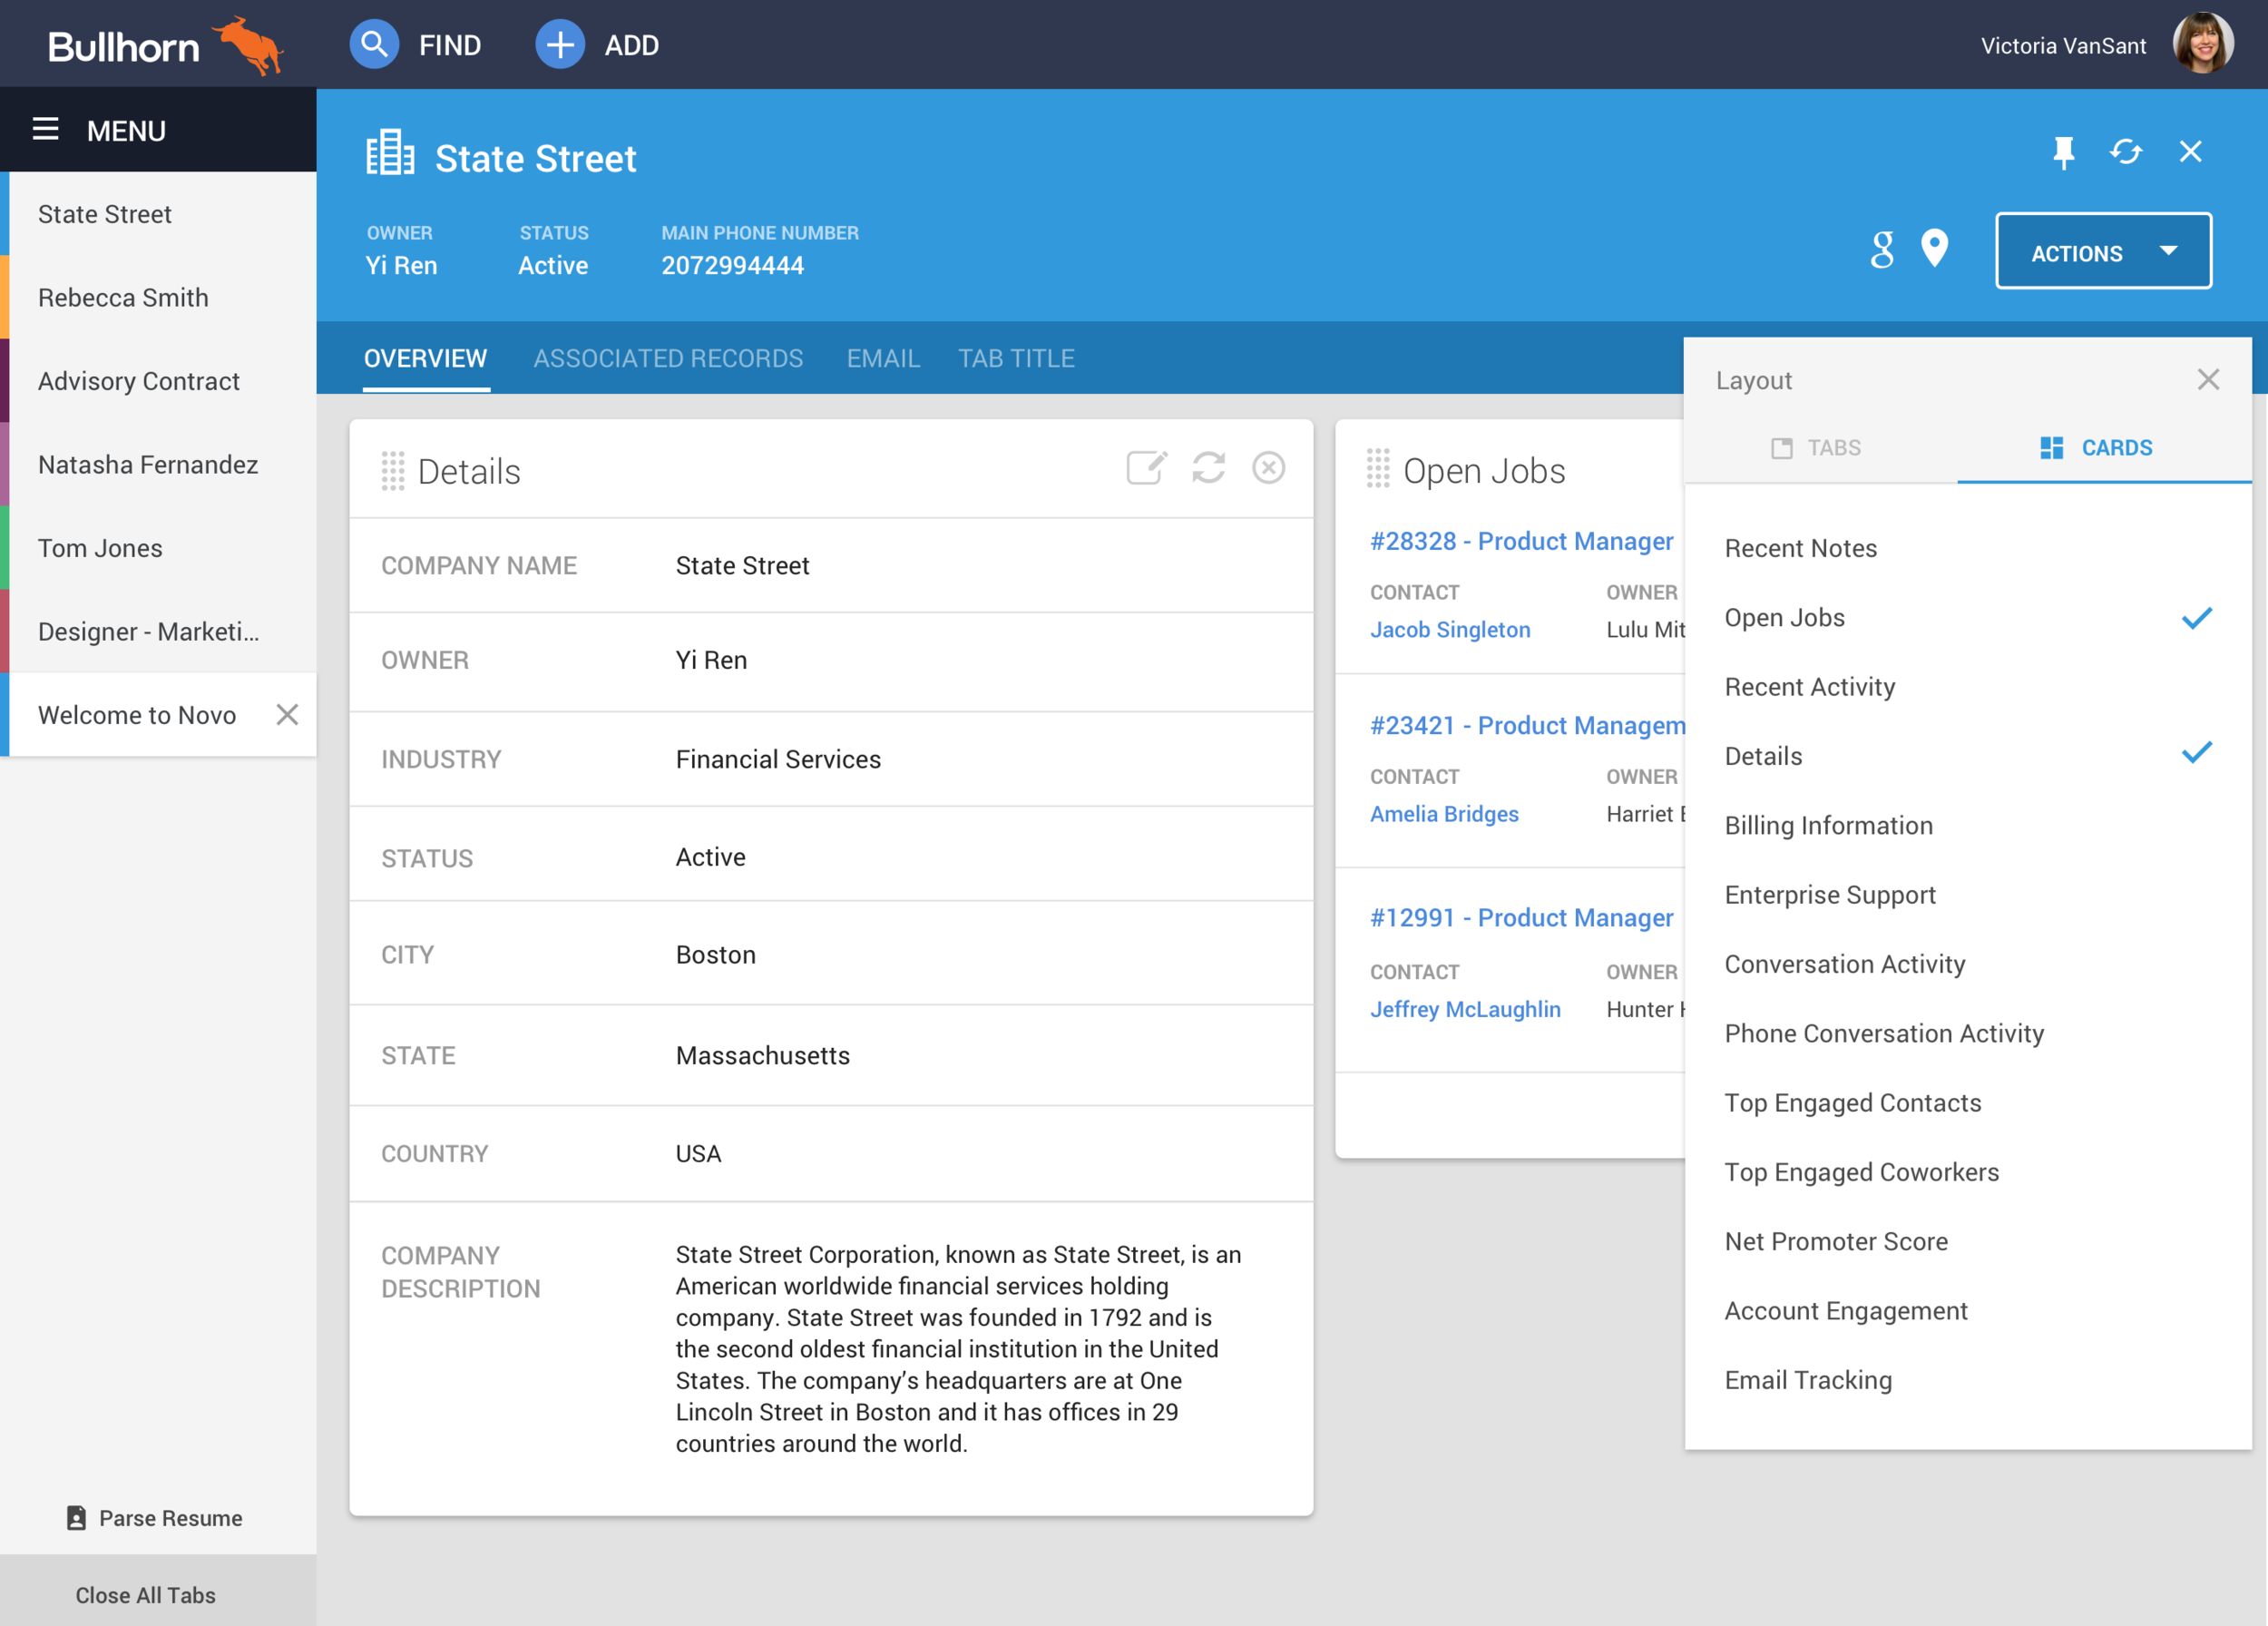 Bullhorn
FIND
ADD
Victoria VanSant
MENU
State Street
Rebecca Smith
Advisory Contract
Natasha Fernandez
Tom Jones
Designer - Marketi...
Welcome to Novo
Parse Resume
Close All Tabs
State Street
OWNER STATUS MAIN PHONE NUMBER
Yi Ren Active 2072994444
g
ACTIONS
OVERVIEW ASSOCIATED RECORDS EMAIL TAB TITLE
Details
COMPANY NAME State Street
OWNER Yi Ren
INDUSTRY Financial Services
STATUS Active
CITY Boston
STATE Massachusetts
COUNTRY USA
COMPANY
DESCRIPTION
State Street Corporation, known as State Street, is an
American worldwide financial services holding
company. State Street was founded in 1792 and is
the second oldest financial institution in the United
States. The company’s headquarters are at One
Lincoln Street in Boston and it has offices in 29
countries around the world.
Open Jobs
#28328 - Product Manager
CONTACT OWNER
Jacob Singleton Lulu Mit
#23421 - Product Managem
CONTACT OWNER
Amelia Bridges Harriet
#12991 - Product Manager
CONTACT OWNER
Jeffrey McLaughlin Hunter
Layout
TABS CARDS
Recent Notes
Open Jobs
Recent Activity
Details
Billing Information
Enterprise Support
Conversation Activity
Phone Conversation Activity
Top Engaged Contacts
Top Engaged Coworkers
Net Promoter Score
Account Engagement
Email Tracking